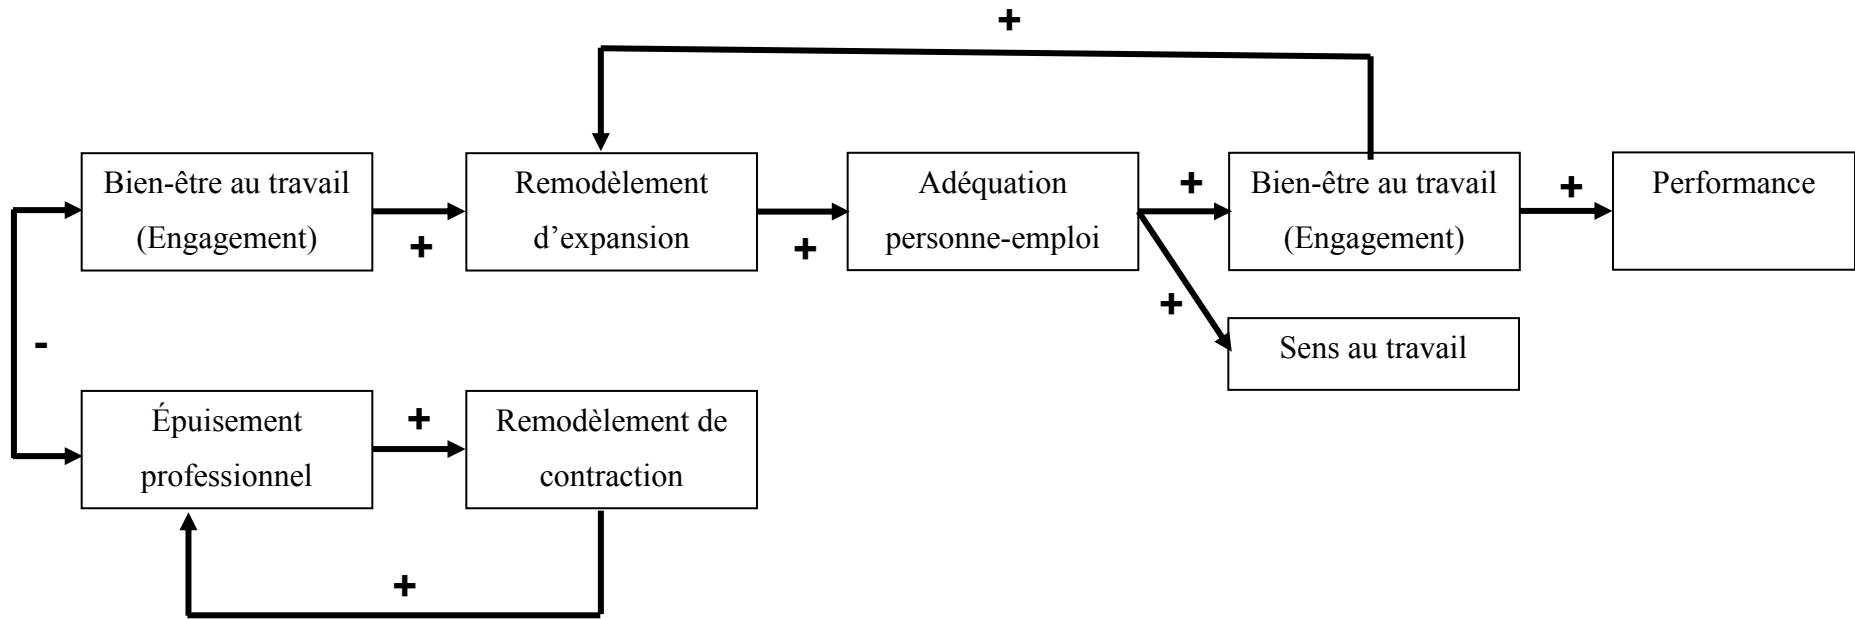 +
Bien-être au travail
(Engagement)
+
Remodèlement
d’expansion
+
Adéquation
personne-emploi
+
+
Bien-être au travail
(Engagement)
+
Performance
Sens au travail
-
Épuisement
professionnel
+
Remodèlement de
contraction
+